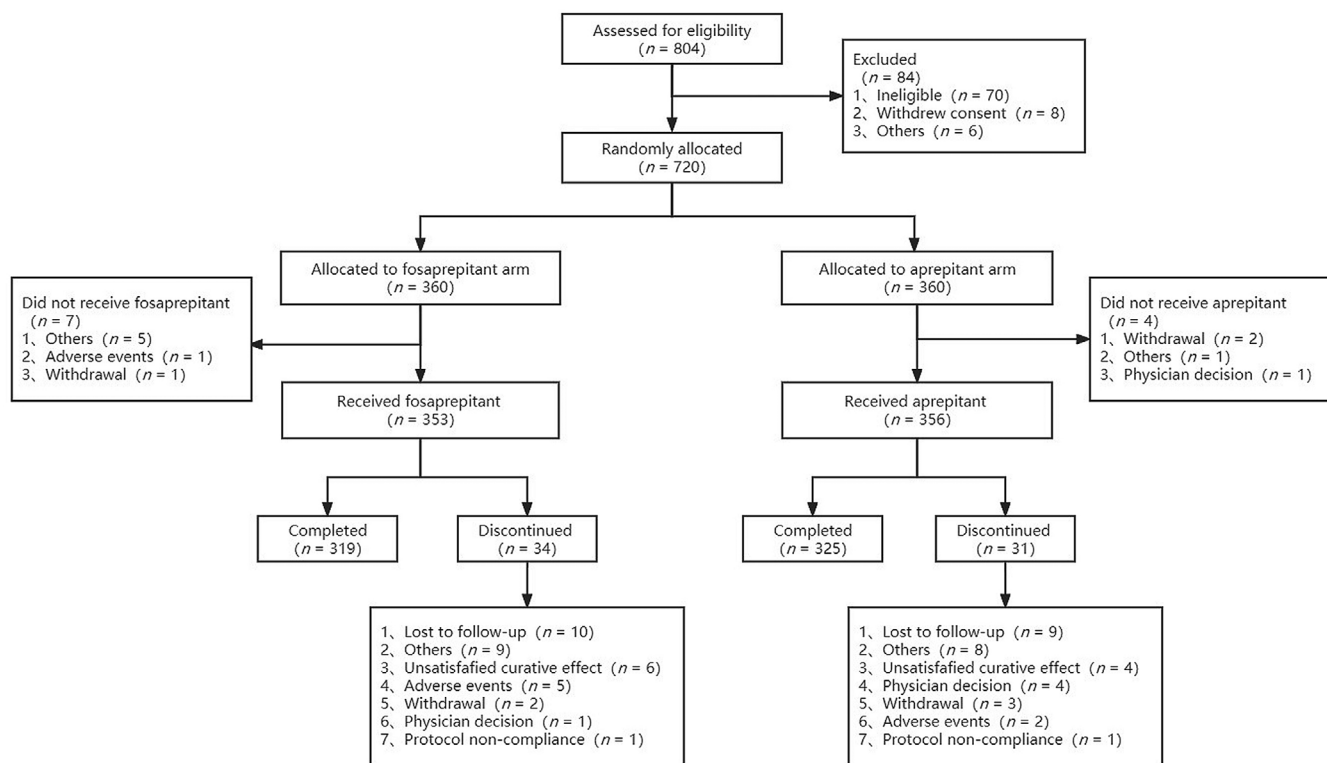 Assessed for eligibility
(n = 804)
Excluded
(n = 84)
1、Ineligible (n = 70)
2、Withdrew consent (n = 8)
3、Others (n = 6)
Randomly allocated
(n = 720)
Allocated to fosaprepitant arm
(n = 360)
Allocated to aprepitant arm
(n = 360)
Did not receive fosaprepitant
(n = 7)
1、Others (n = 5)
2、Adverse events (n = 1)
3、Withdrawal (n = 1)
Did not receive aprepitant
(n = 4)
1、Withdrawal (n = 2)
2、Others (n = 1)
3、Physician decision (n = 1)
Received fosaprepitant
(n = 353)
Received aprepitant
(n = 356)
Completed
(n = 319)
Discontinued
(n = 34)
Completed
(n = 325)
Discontinued
(n = 31)
1、Lost to follow-up (n = 10)
2、Others (n = 9)
3、Unsatisfafied curative effect (n = 6)
4、Adverse events (n = 5)
5、Withdrawal (n = 2)
6、Physician decision (n = 1)
7、Protocol non-compliance (n = 1)
1、Lost to follow-up (n = 9)
2、Others (n = 8)
3、Unsatisfafied curative effect (n = 4)
4、Physician decision (n = 4)
5、Withdrawal (n = 3)
6、Adverse events (n = 2)
7、Protocol non-compliance (n = 1)